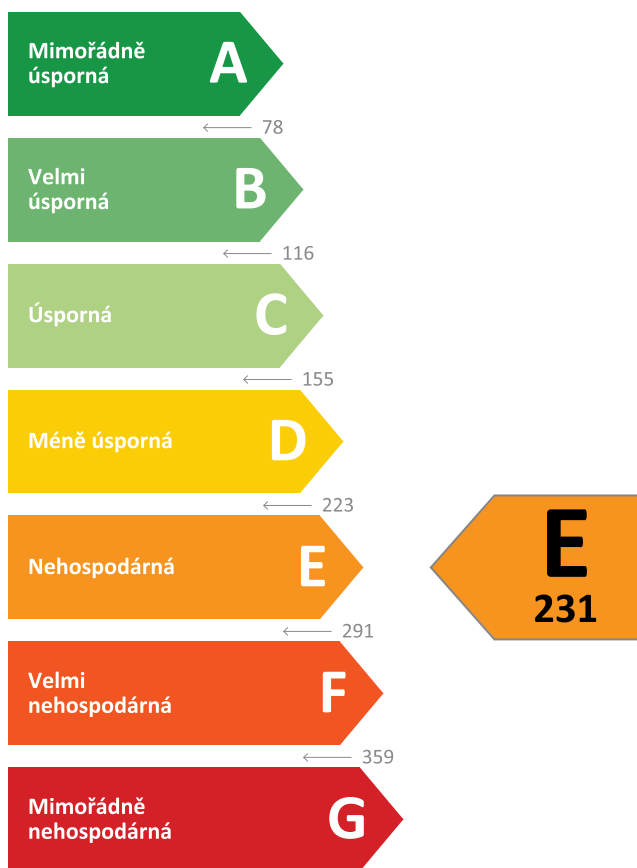 Mimořádně
úsporná
A
78
Velmi
úsporná
B
116
Úsporná
C
155
Méně úsporná
D
223
Nehospodárná
E
E
231
291
Velmi
nehospodárná
F
359
Mimořádně
nehospodárná
G